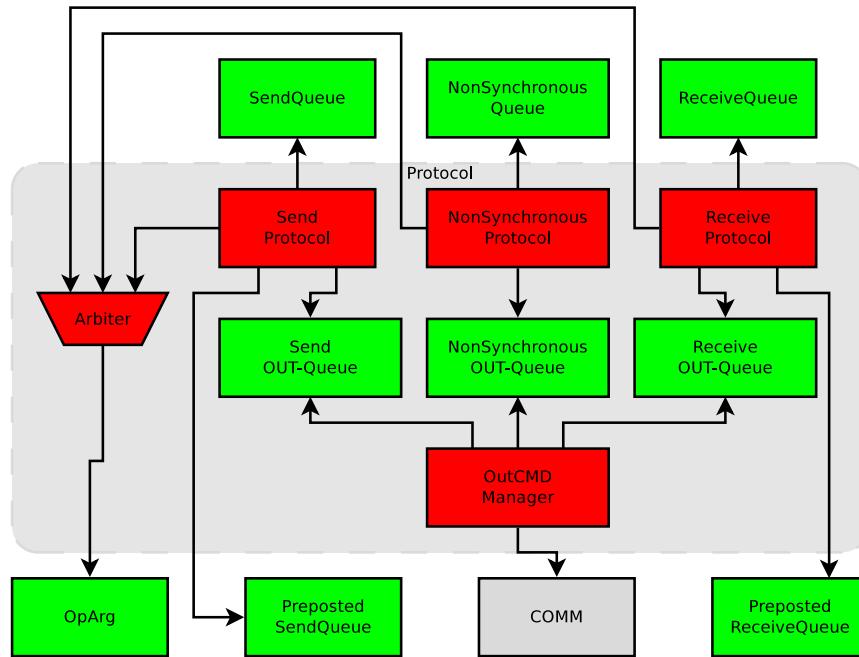 SendQueue
NonSynchronous
Queue
ReceiveQueue
Protocol
Send
Protocol
NonSynchronous
Protocol
Receive
Protocol
Arbiter
Send
OUT-Queue
NonSynchronous
OUT-Queue
Receive
OUT-Queue
OutCMD
Manager
OpArg
Preposted
SendQueue
COMM
Preposted
ReceiveQueue